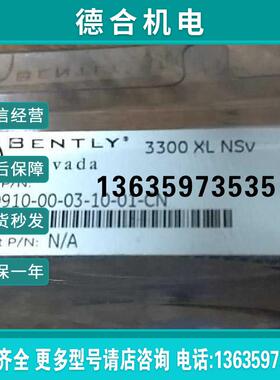 德合机电
BENTLY
BENTLY®
3300 XL NSv
vada
P/N:
910-00-03-10-01-CN
P/N: N/A
信经营
后保障
货秒发
保一年
13635973535
齐全 更多型号请店咨询 电话:1363597